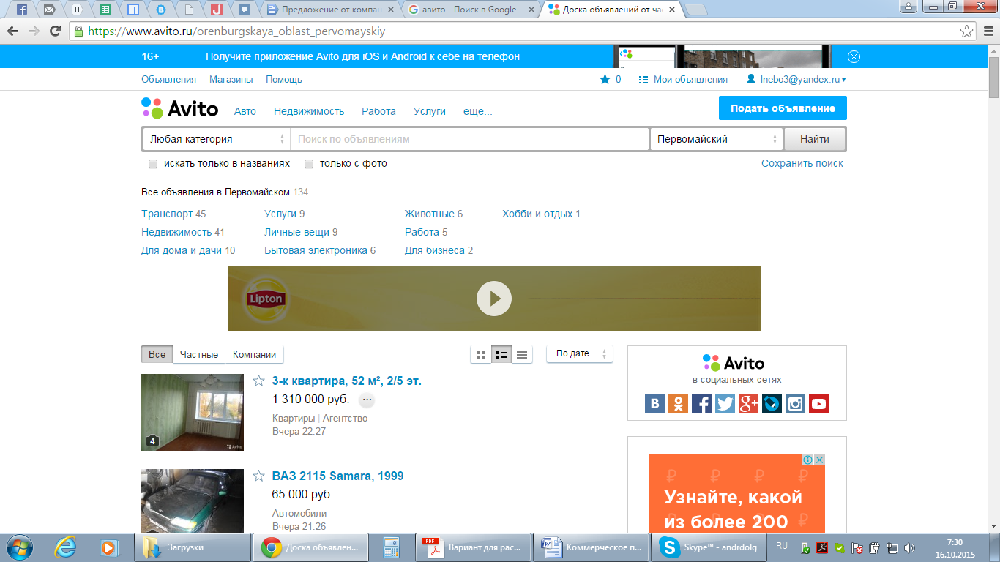 Предложение от компан
авито - Поиск в Google
Доска объявлений от ча
https://www.avito.ru/orenburgskaya_oblast_pervomayskiy
16+ Получите приложение Avito для iOS и Android к себе на телефон
Объявления Магазины Помощь 0 Мои объявления lnebo3@yandex.ru
Avito Авто Недвижимость Работа Услуги ещё... Подать объявление
Любая категория Поиск по объявлениям Первомайский Найти
искать только в названиях только с фото Сохранить поиск
Все объявления в Первомайском 134
Транспорт 45 Услуги 9 Животные 6 Хобби и отдых 1
Недвижимость 41 Личные вещи 9 Работа 5
Для дома и дачи 10 Бытовая электроника 6 Для бизнеса 2
Lipton
Все Частные Компании По дате
3-к квартира, 52 м², 2/5 эт.
1 310 000 руб. ...
Квартиры | Агентство
Вчера 22:27
4
Avito
ВАЗ 2115 Samara, 1999
65 000 руб.
Автомобили
Вчера 21:26
Avito
в социальных сетях
Узнайте, какой
из более 200
Загрузки
Доска объявлен...
Вариант для рас...
Коммерческое п...
Skype™ - andrdolg
RU
7:30
16.10.2015